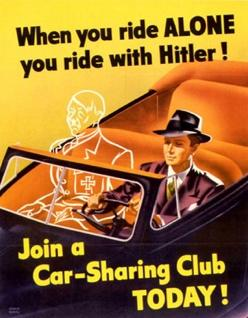 When you ride ALONE
you ride with Hitler !
Join a
Car-Sharing Club
TODAY !